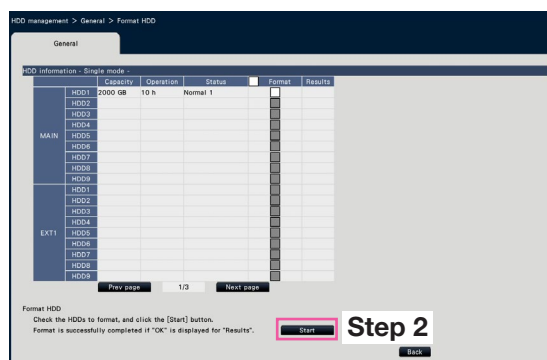 HDD management > General > Format HDD
General
HDD information - Single mode -
Capacity Operation Status Format Results
MAIN
HDD1 2000 GB 10 h Normal 1
HDD2
HDD3
HDD4
HDD5
HDD6
HDD7
HDD8
HDD9
EXT1
HDD1
HDD2
HDD3
HDD4
HDD5
HDD6
HDD7
HDD8
HDD9
Prev page 1/3 Next page
Format HDD
Check the HDDs to format, and click the [Start] button.
Format is successfully completed if "OK" is displayed for "Results".
Start
Step 2
Back